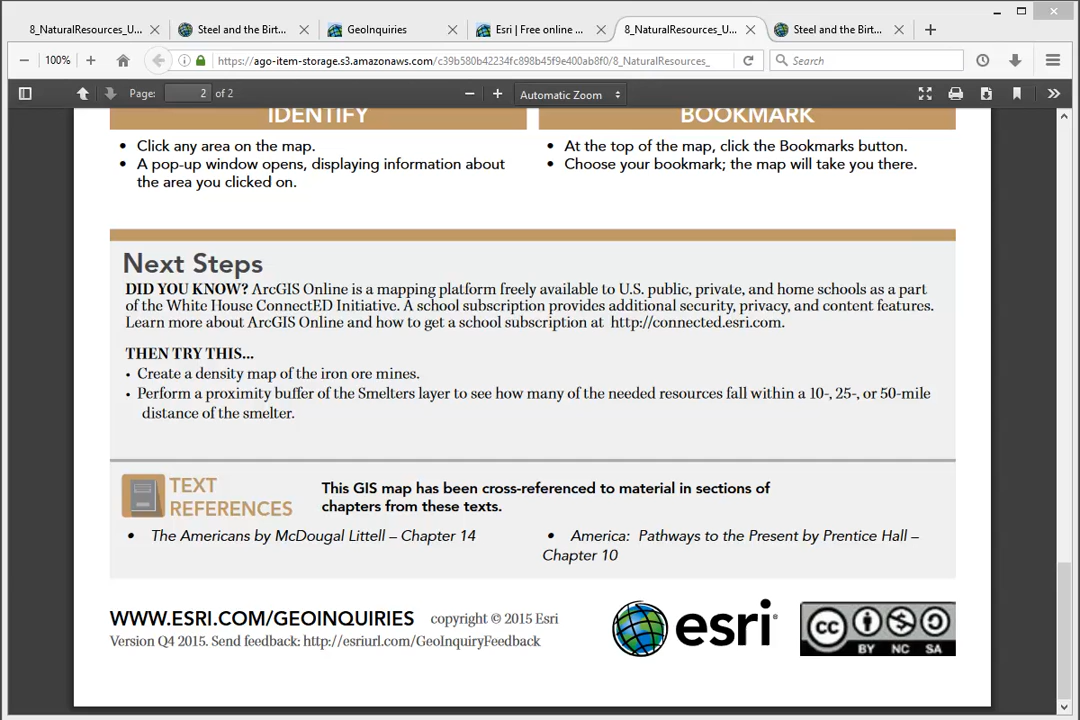 8_NaturalResources_U...
Steel and the Birt...
GeoInquiries
Esri | Free online ...
8_NaturalResources_U...
Steel and the Birt...
100%
https://ago-item-storage.s3.amazonaws.com/c39b580b42234fc898b45f9e400ab8f0/8_NaturalResources_
Search
Page: 2 of 2
Automatic Zoom
IDENTIFY
• Click any area on the map.
• A pop-up window opens, displaying information about
the area you clicked on.
BOOKMARK
• At the top of the map, click the Bookmarks button.
• Choose your bookmark; the map will take you there.
Next Steps
DID YOU KNOW? ArcGIS Online is a mapping platform freely available to U.S. public, private, and home schools as a part
of the White House ConnectED Initiative. A school subscription provides additional security, privacy, and content features.
Learn more about ArcGIS Online and how to get a school subscription at http://connected.esri.com.
THEN TRY THIS...
• Create a density map of the iron ore mines.
• Perform a proximity buffer of the Smelters layer to see how many of the needed resources fall within a 10-, 25-, or 50-mile
distance of the smelter.
TEXT
REFERENCES
This GIS map has been cross-referenced to material in sections of
chapters from these texts.
• The Americans by McDougal Littell – Chapter 14
• America: Pathways to the Present by Prentice Hall –
Chapter 10
WWW.ESRI.COM/GEOINQUIRIES copyright © 2015 Esri
Version Q4 2015. Send feedback: http://esriurl.com/GeoInquiryFeedback
esri
cc
BY NC SA